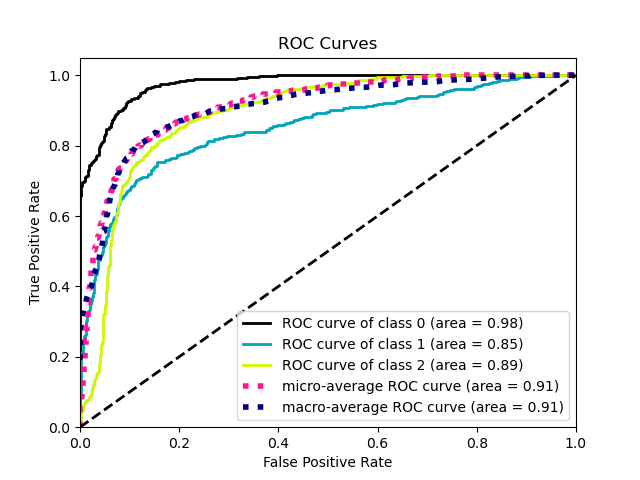 ROC Curves
True Positive Rate
1.0
0.8
0.6
0.4
0.2
0.0
ROC curve of class 0 (area = 0.98)
ROC curve of class 1 (area = 0.85)
ROC curve of class 2 (area = 0.89)
micro-average ROC curve (area = 0.91)
macro-average ROC curve (area = 0.91)
0.0 0.2 0.4 0.6 0.8 1.0
False Positive Rate